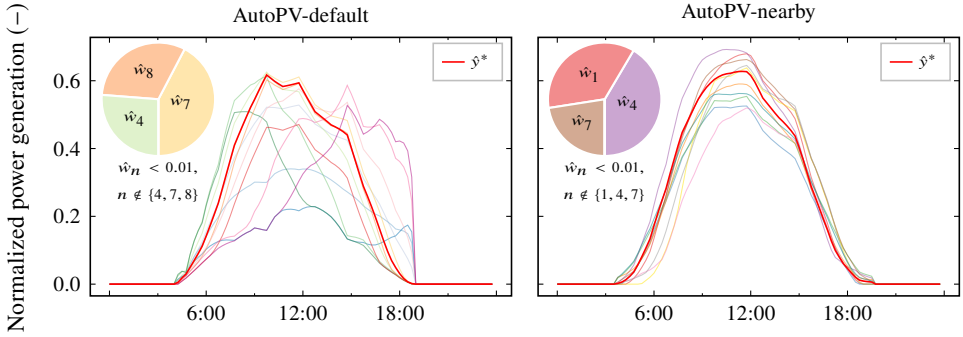 AutoPV-default
AutoPV-nearby
Normalized power generation (−)
0.6
0.4
0.2
0.0
ŵ₈
ŵ₇
ŵ₄
ŵₙ < 0.01,
n ∉ {4, 7, 8}
ŷ*
6:00 12:00 18:00
ŵ₁
ŵ₄
ŵ₇
ŵₙ < 0.01,
n ∉ {1, 4, 7}
ŷ*
6:00 12:00 18:00